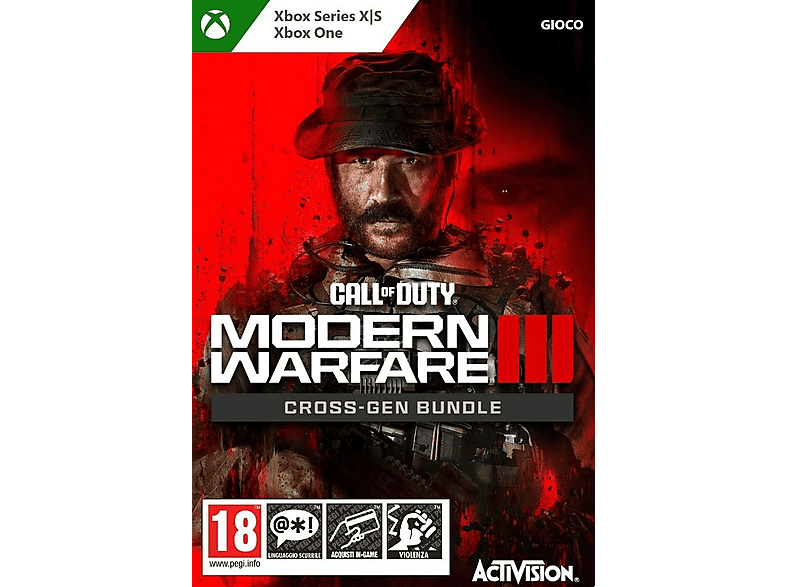 Xbox Series X|S
Xbox One
GIOCO
CALL OF DUTY®
MODERN
WARFARE III
CROSS-GEN BUNDLE
18
www.pegi.info
@*!
LINGUAGGIO SCURRILE
ACQUISTI IN-GAME
VIOLENZA
ACTIVISION®